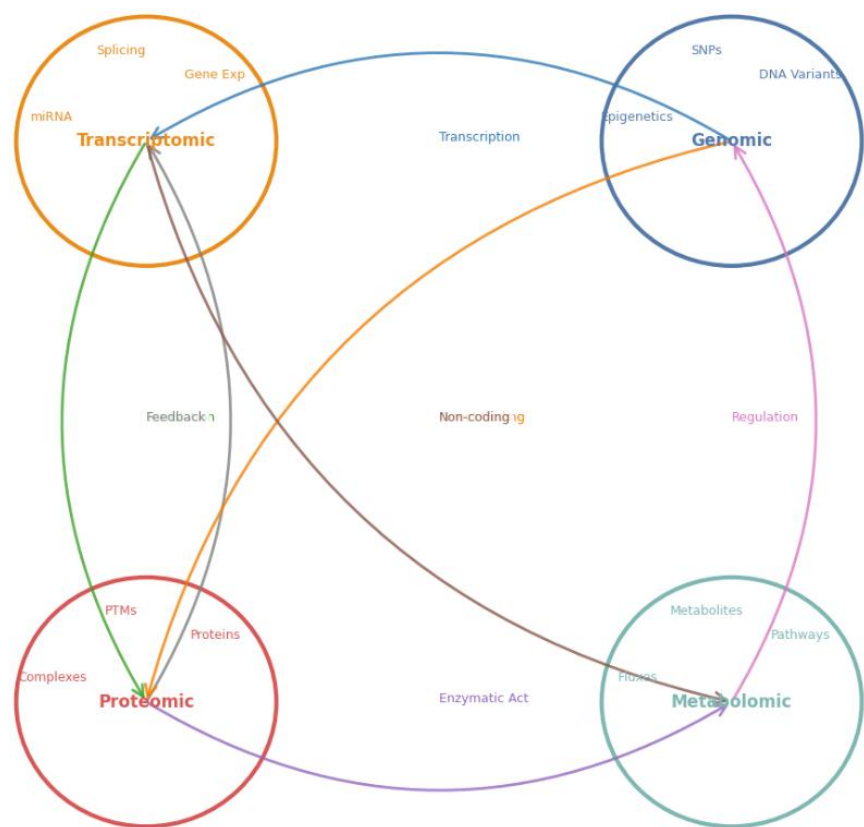 Splicing
SNPs
Gene Exp
DNA Variants
miRNA
Epigenetics
Transcriptomic
Transcription
Genomic
Feedback
Non-coding
Regulation
PTMs
Metabolites
Proteins
Pathways
Complexes
Fluxes
Proteomic
Enzymatic Act
Metabolomic